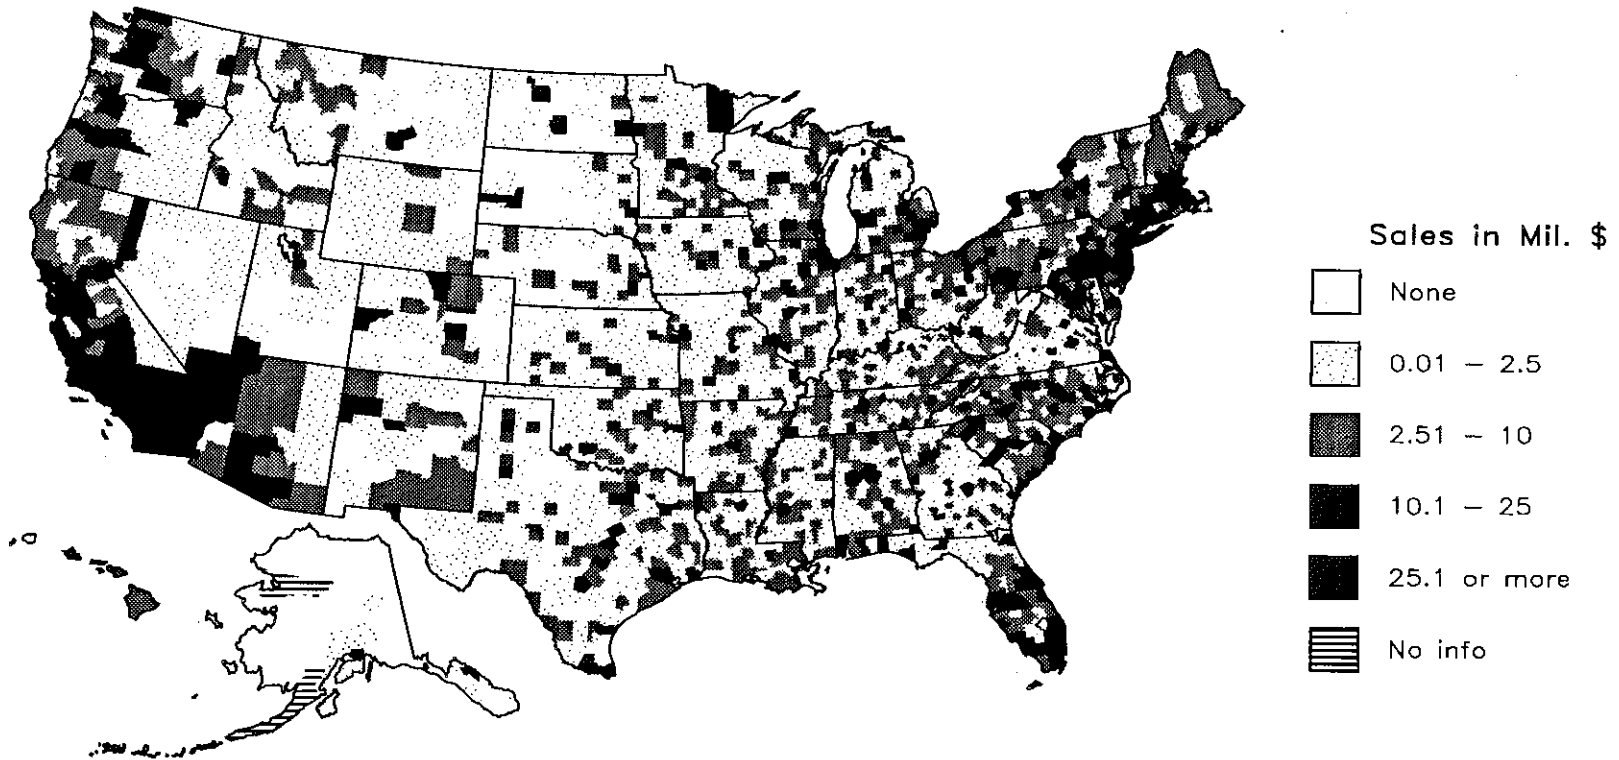 Sales in Mil. $
None
0.01 – 2.5
2.51 – 10
10.1 – 25
25.1 or more
No info